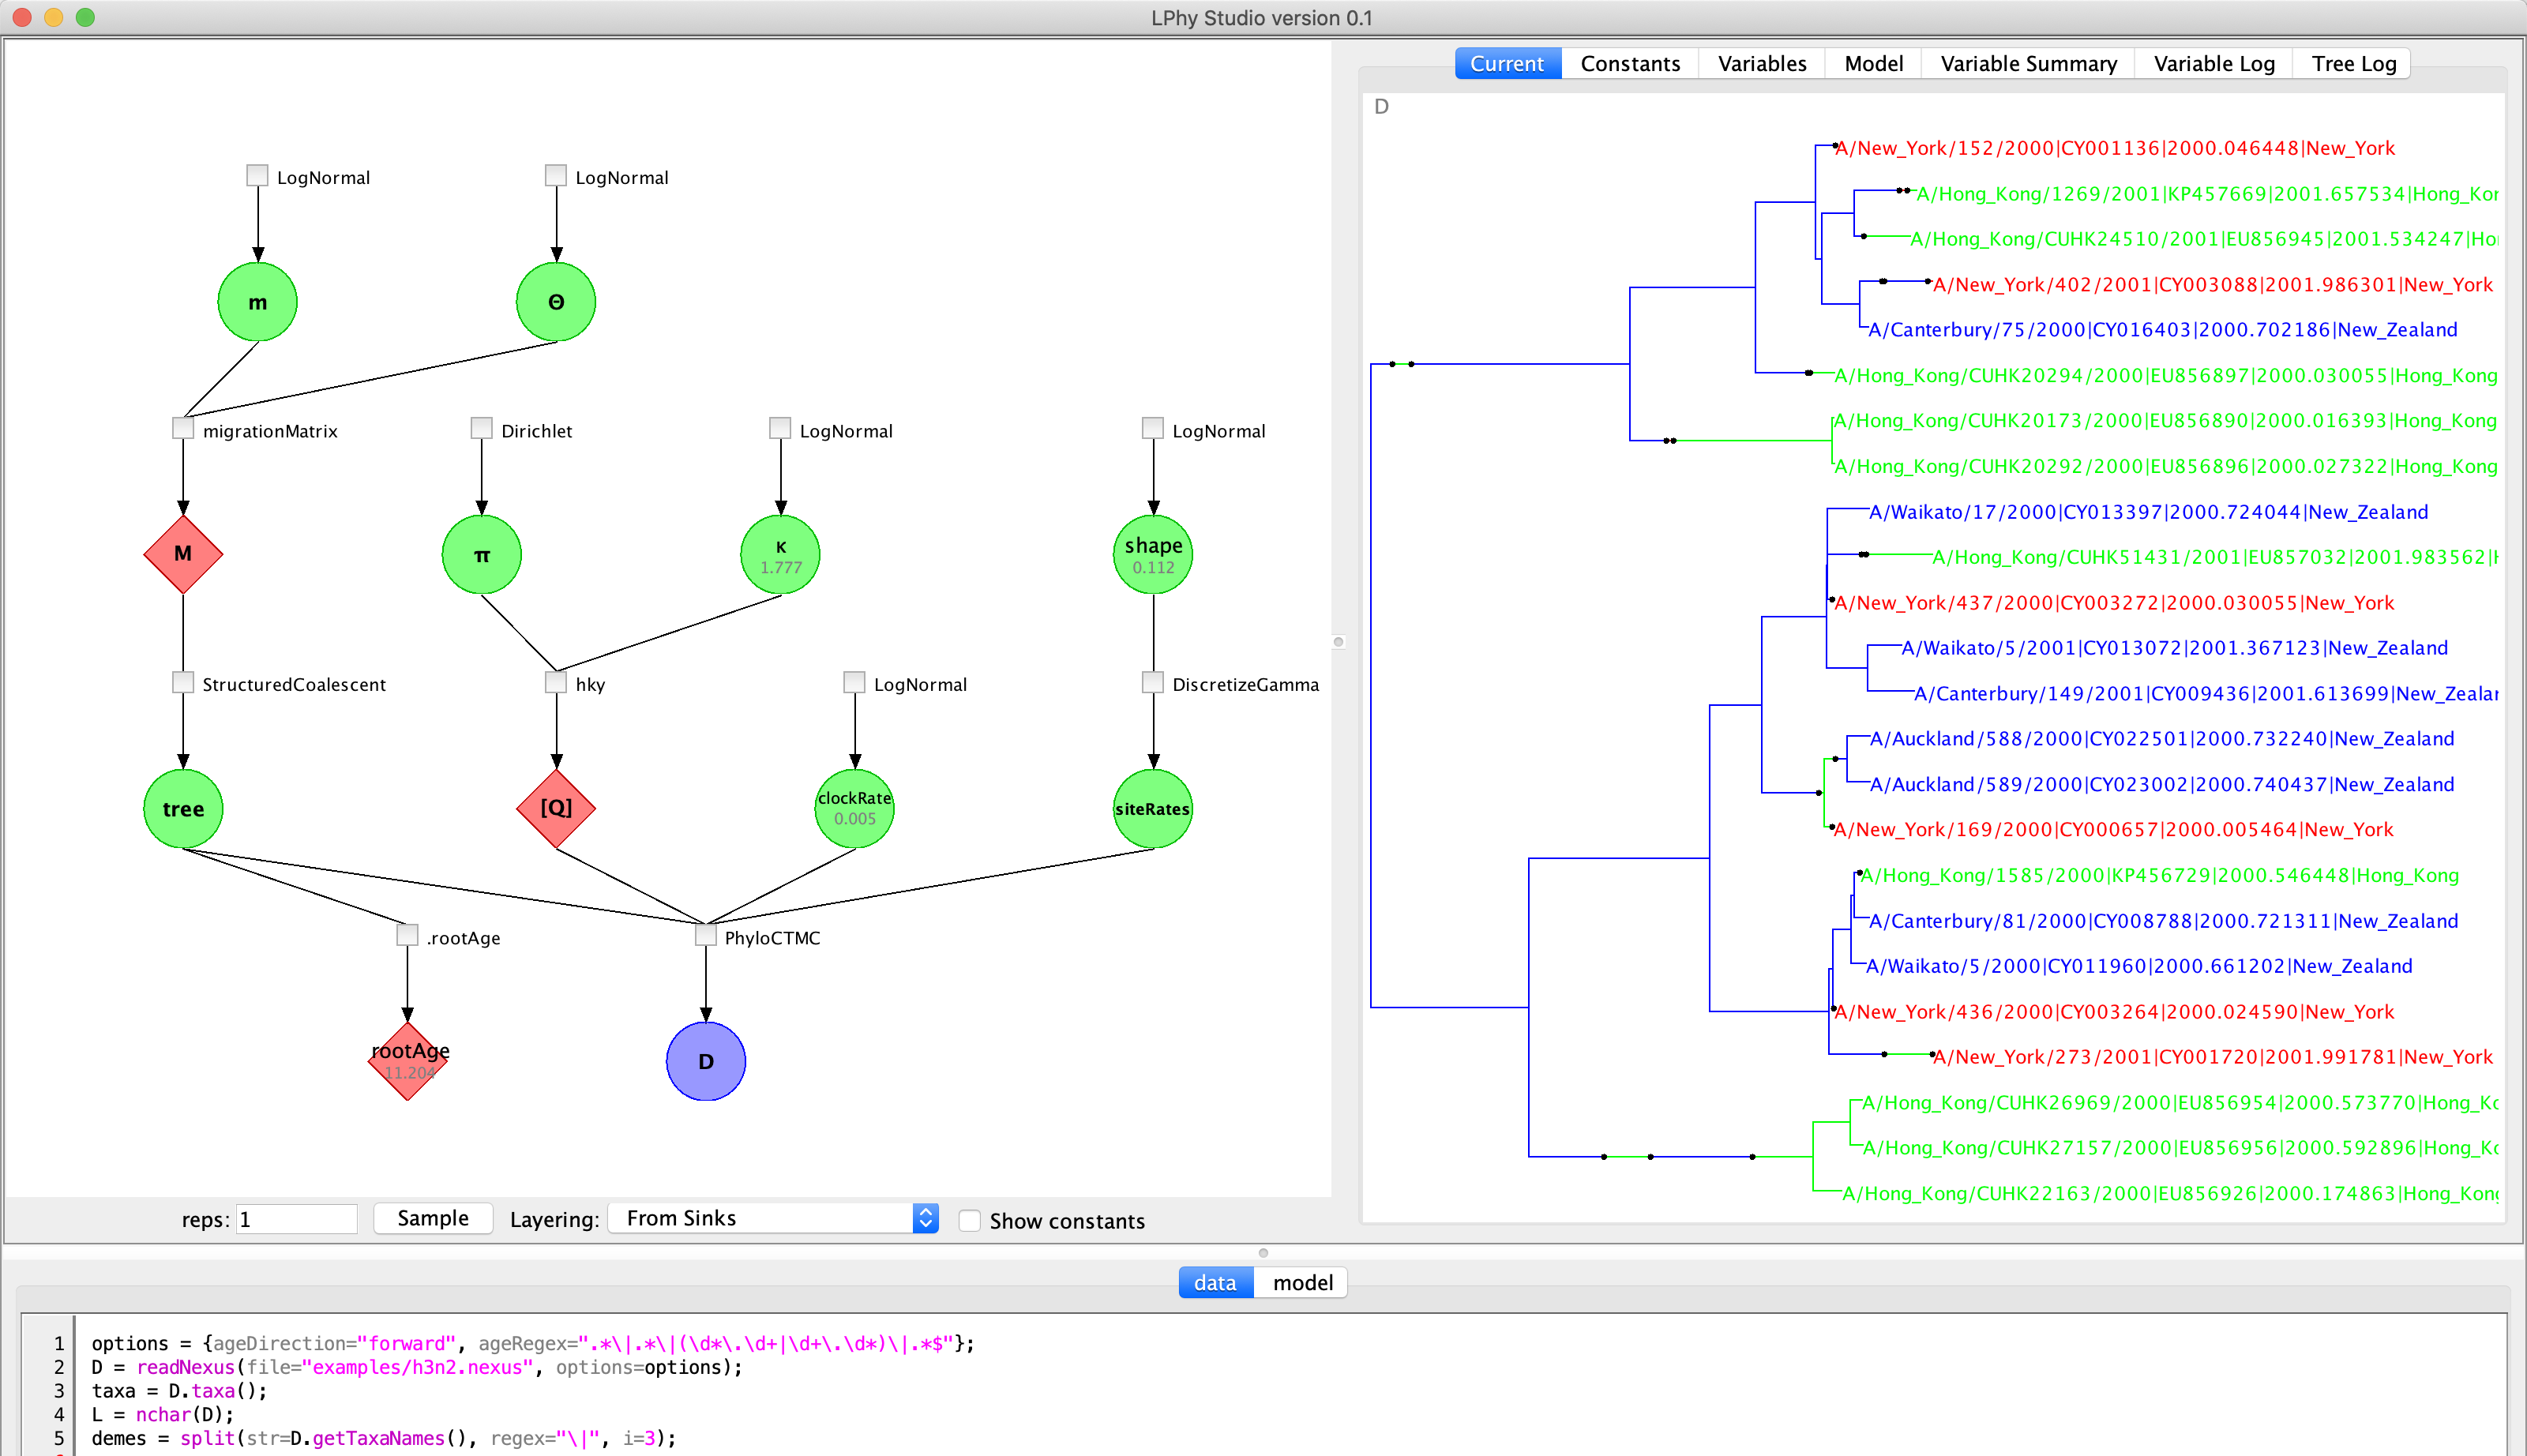 LPhy Studio version 0.1
LogNormal
LogNormal
m
Θ
migrationMatrix
Dirichlet
LogNormal
LogNormal
M
π
κ
1.777
shape
0.112
StructuredCoalescent
hky
LogNormal
DiscretizeGamma
tree
[Q]
clockRate
0.005
siteRates
.rootAge
PhyloCTMC
rootAge
11.204
D
reps: 1 Sample Layering: From Sinks Show constants
Current Constants Variables Model Variable Summary Variable Log Tree Log
D
A/New_York/152/2000|CY001136|2000.046448|New_York
A/Hong_Kong/1269/2001|KP457669|2001.657534|Hong_Kon
A/Hong_Kong/CUHK24510/2001|EU856945|2001.534247|Ho
A/New_York/402/2001|CY003088|2001.986301|New_York
A/Canterbury/75/2000|CY016403|2000.702186|New_Zealand
A/Hong_Kong/CUHK20294/2000|EU856897|2000.030055|Hong_Kong
A/Hong_Kong/CUHK20173/2000|EU856890|2000.016393|Hong_Kong
A/Hong_Kong/CUHK20292/2000|EU856896|2000.027322|Hong_Kong
A/Waikato/17/2000|CY013397|2000.724044|New_Zealand
A/Hong_Kong/CUHK51431/2001|EU857032|2001.983562|
A/New_York/437/2000|CY003272|2000.030055|New_York
A/Waikato/5/2001|CY013072|2001.367123|New_Zealand
A/Canterbury/149/2001|CY009436|2001.613699|New_Zealan
A/Auckland/588/2000|CY022501|2000.732240|New_Zealand
A/Auckland/589/2000|CY023002|2000.740437|New_Zealand
A/New_York/169/2000|CY000657|2000.005464|New_York
A/Hong_Kong/1585/2000|KP456729|2000.546448|Hong_Kong
A/Canterbury/81/2000|CY008788|2000.721311|New_Zealand
A/Waikato/5/2000|CY011960|2000.661202|New_Zealand
A/New_York/436/2000|CY003264|2000.024590|New_York
A/New_York/273/2001|CY001720|2001.991781|New_York
A/Hong_Kong/CUHK26969/2000|EU856954|2000.573770|Hong_Ko
A/Hong_Kong/CUHK27157/2000|EU856956|2000.592896|Hong_Ko
A/Hong_Kong/CUHK22163/2000|EU856926|2000.174863|Hong_Kong
data model
1 options = {ageDirection="forward", ageRegex=".*\|.*\|(\d*\.\d+|\d+\.\d*)\|.*$"};
2 D = readNexus(file="examples/h3n2.nexus", options=options);
3 taxa = D.taxa();
4 L = nchar(D);
5 demes = split(str=D.getTaxaNames(), regex="\|", i=3);